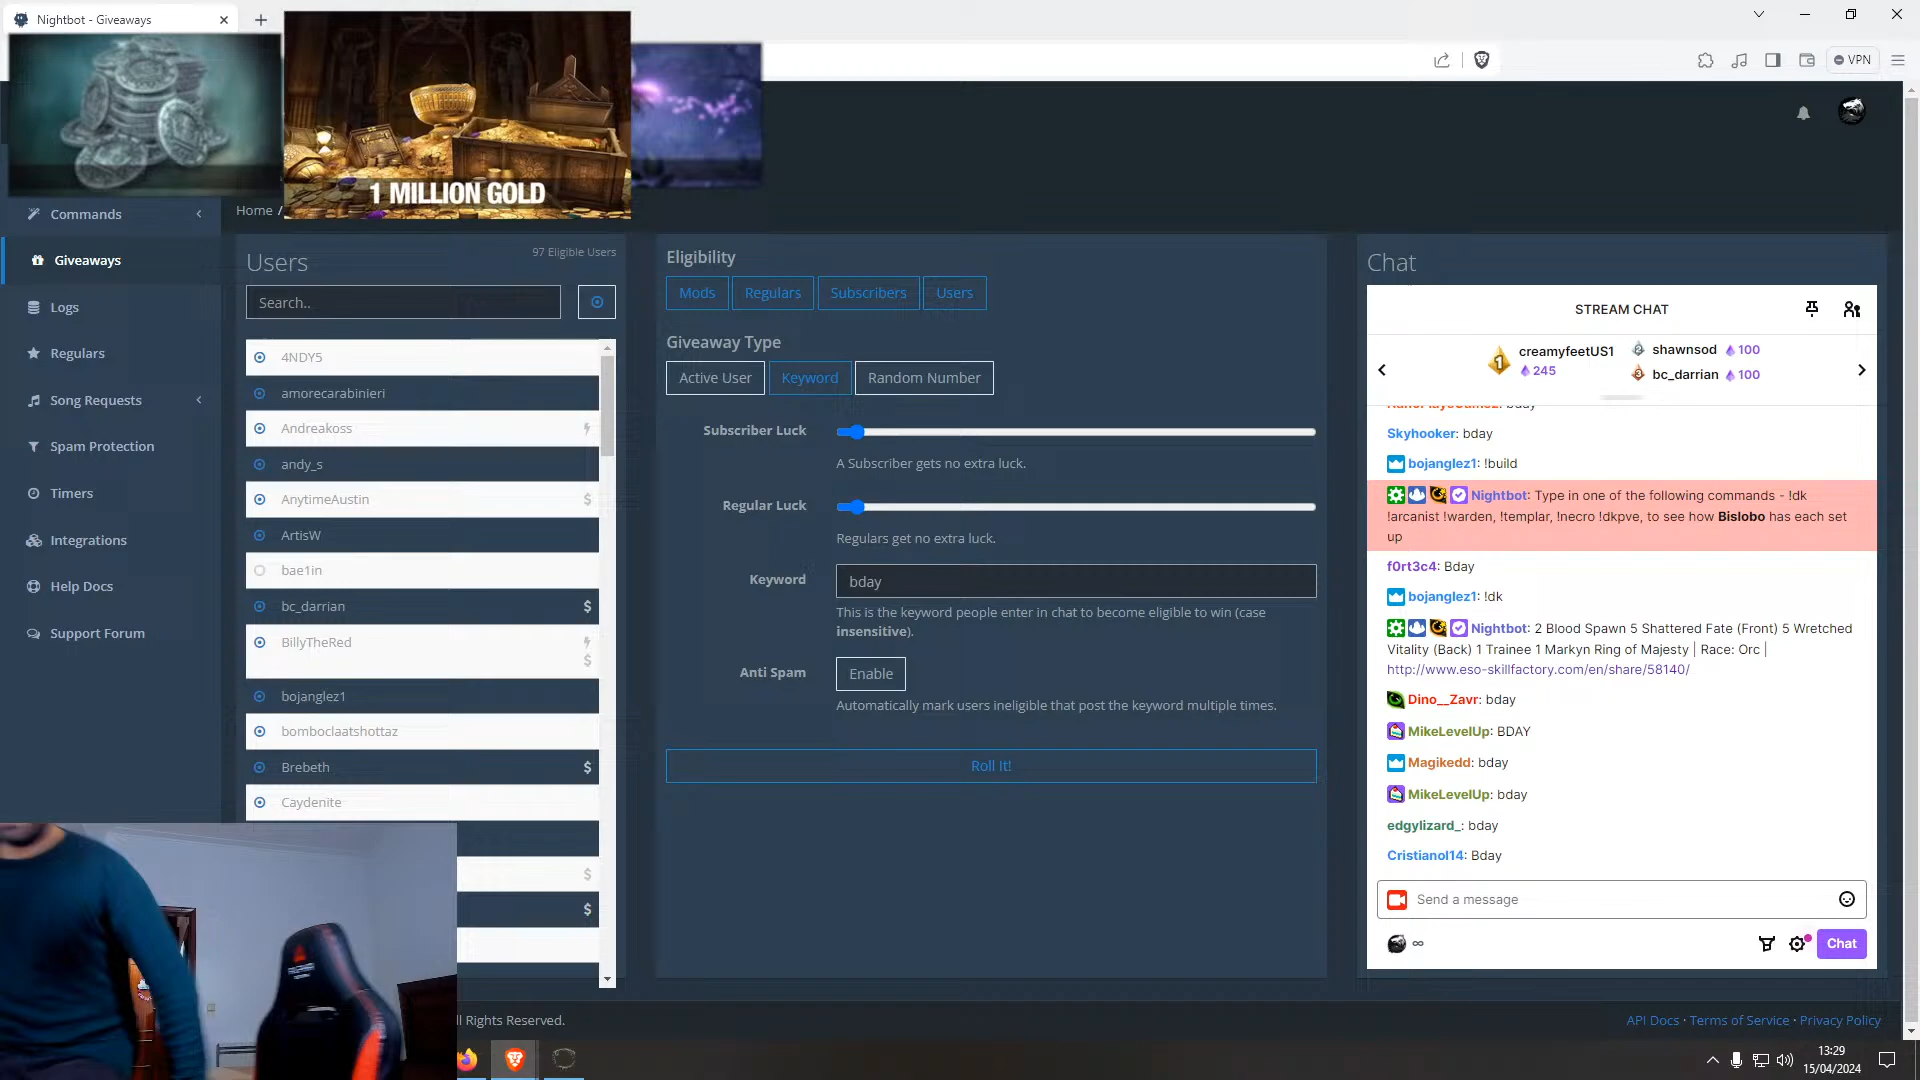 Nightbot - Giveaways
VPN
1 MILLION GOLD
Home /
Commands
Giveaways
Logs
Regulars
Song Requests
Spam Protection
Timers
Integrations
Help Docs
Support Forum
Users
97 Eligible Users
Search..
4NDY5
amorecarabinieri
Andreakoss
andy_s
AnytimeAustin $
ArtisW
bae1in
bc_darrian $
BillyTheRed
$
bojanglez1
bomboclaatshottaz
Brebeth $
Caydenite
$
$
Eligibility
Mods Regulars Subscribers Users
Giveaway Type
Active User Keyword Random Number
Subscriber Luck
A Subscriber gets no extra luck.
Regular Luck
Regulars get no extra luck.
Keyword bday
This is the keyword people enter in chat to become eligible to win (case
insensitive).
Anti Spam Enable
Automatically mark users ineligible that post the keyword multiple times.
Roll It!
Chat
STREAM CHAT
1 creamyfeetUS1 245
2 shawnsod 100
3 bc_darrian 100
Skyhooker: bday
bojanglez1: !build
Nightbot: Type in one of the following commands - !dk
!arcanist !warden, !templar, !necro !dkpve, to see how Bislobo has each set
up
f0rt3c4: Bday
bojanglez1: !dk
Nightbot: 2 Blood Spawn 5 Shattered Fate (Front) 5 Wretched
Vitality (Back) 1 Trainee 1 Markyn Ring of Majesty | Race: Orc |
http://www.eso-skillfactory.com/en/share/58140/
Dino__Zavr: bday
MikeLevelUp: BDAY
Magikedd: bday
MikeLevelUp: bday
edgylizard_: bday
Cristianol14: Bday
Send a message
∞
Chat
ll Rights Reserved.
API Docs · Terms of Service · Privacy Policy
13:29
15/04/2024